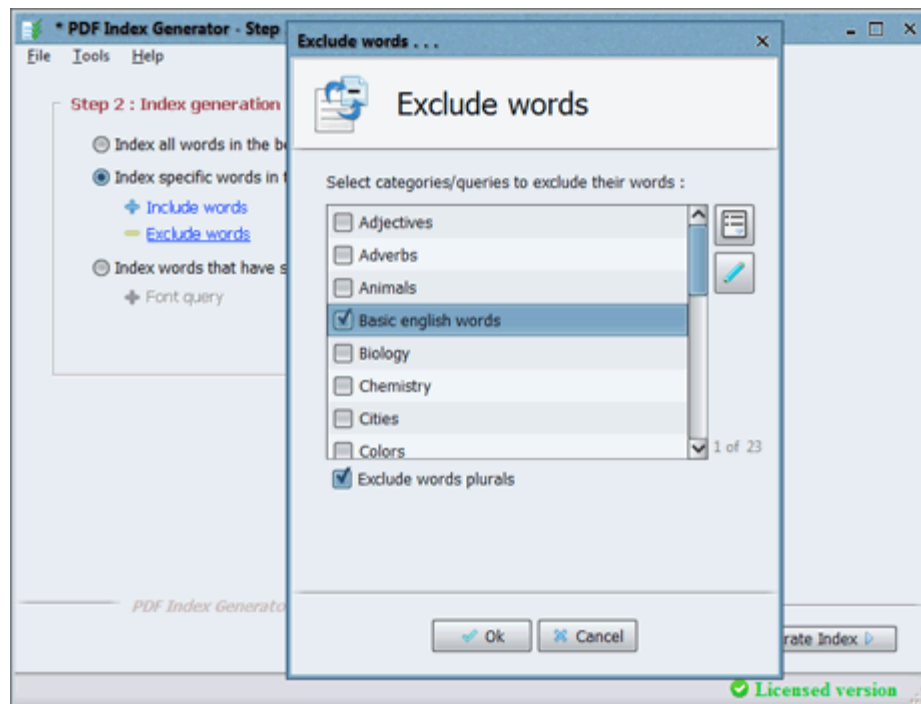 * PDF Index Generator - Step
File Tools Help
Step 2 : Index generation
Index all words in the b
Index specific words in
Include words
Exclude words
Index words that have s
Font query
PDF Index Generato
rate Index
Licensed version
Exclude words . . .
Exclude words
Select categories/queries to exclude their words :
Adjectives
Adverbs
Animals
Basic english words
Biology
Chemistry
Cities
Colors
1 of 23
Exclude words plurals
Ok Cancel